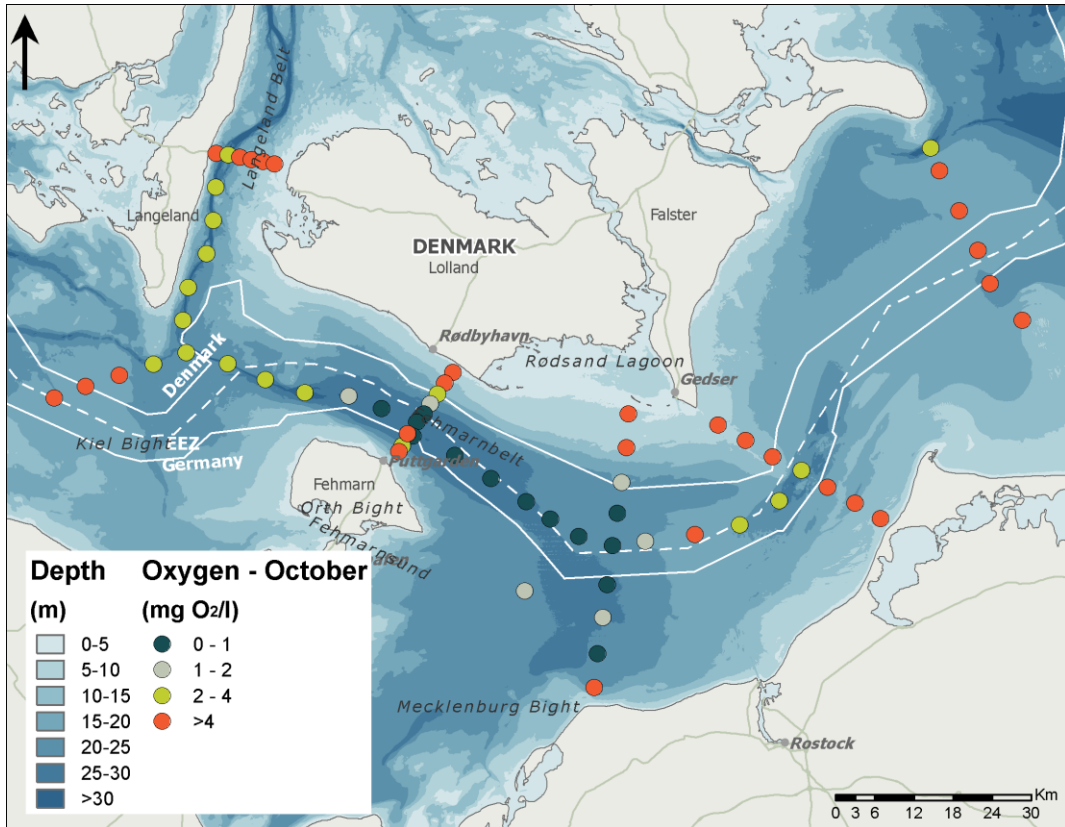 Langeland Belt
Langeland
Falster
DENMARK
Lolland
Rødbyhavn
Rødsand Lagoon
Gedser
Denmark
Kiel Bight
EEZ
Germany
ehmarnbelt
Puttgarden
Fehmarn
Orth Bight
Fehmarnsund
Mecklenburg Bight
Rostock
Depth
(m)
0-5
5-10
10-15
15-20
20-25
25-30
>30
Oxygen - October
(mg O2/l)
0 - 1
1 - 2
2 - 4
>4
Km
0 3 6 12 18 24 30